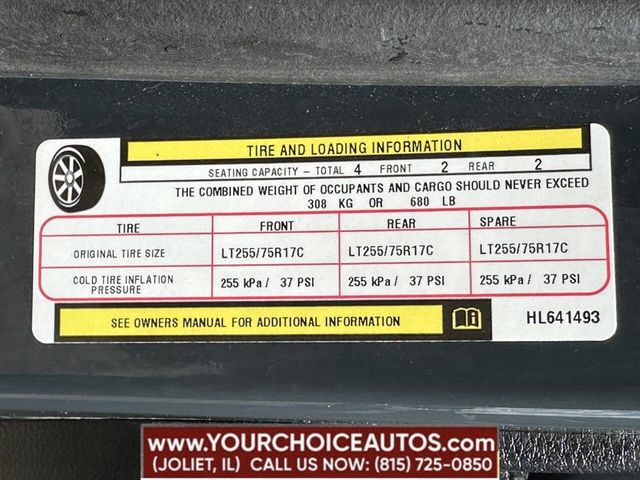 TIRE AND LOADING INFORMATION
SEATING CAPACITY - TOTAL 4 FRONT 2 REAR 2
THE COMBINED WEIGHT OF OCCUPANTS AND CARGO SHOULD NEVER EXCEED
308 KG OR 680 LB
TIRE FRONT REAR SPARE
ORIGINAL TIRE SIZE LT255/75R17C LT255/75R17C LT255/75R17C
COLD TIRE INFLATION PRESSURE 255 kPa / 37 PSI 255 kPa / 37 PSI 255 kPa / 37 PSI
SEE OWNERS MANUAL FOR ADDITIONAL INFORMATION HL641493
www.YOURCHOICEAUTOS.com
(JOLIET, IL) CALL US NOW: (815) 725-0850